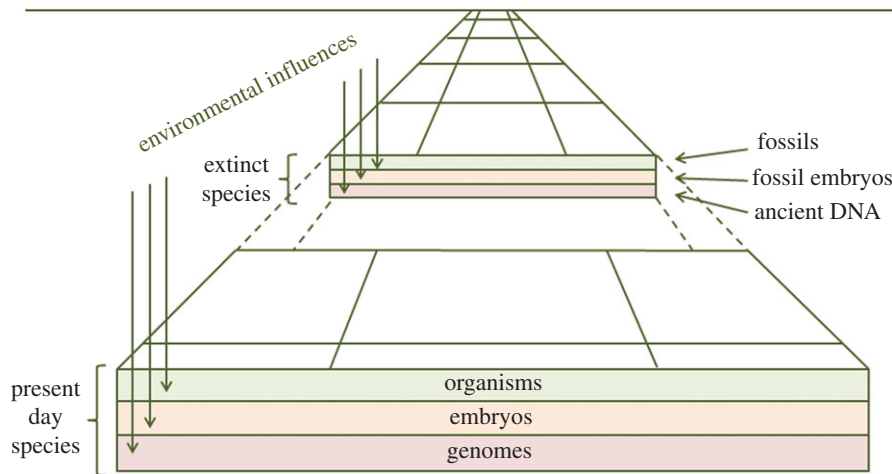 environmental influences
extinct
species
fossils
fossil embryos
ancient DNA
present
day
species
organisms
embryos
genomes